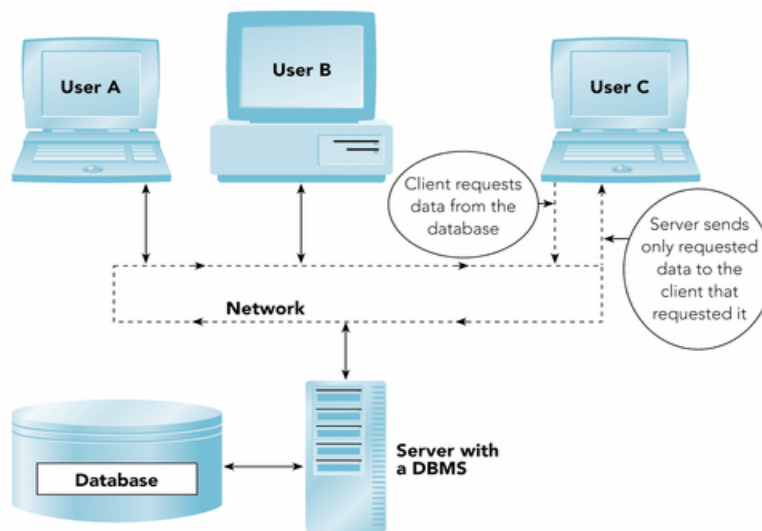 User A
User B
User C
Client requests
data from the
database
Server sends
only requested
data to the
client that
requested it
Network
Server with
a DBMS
Database